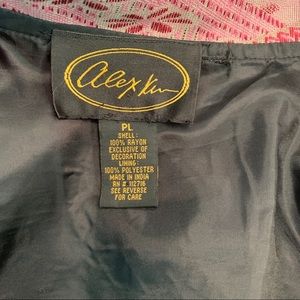 alex kim
PL
SHELL:
100% RAYON
EXCLUSIVE OF
DECORATION
LINING:
100% POLYESTER
MADE IN INDIA
RN # 112716
SEE REVERSE
FOR CARE